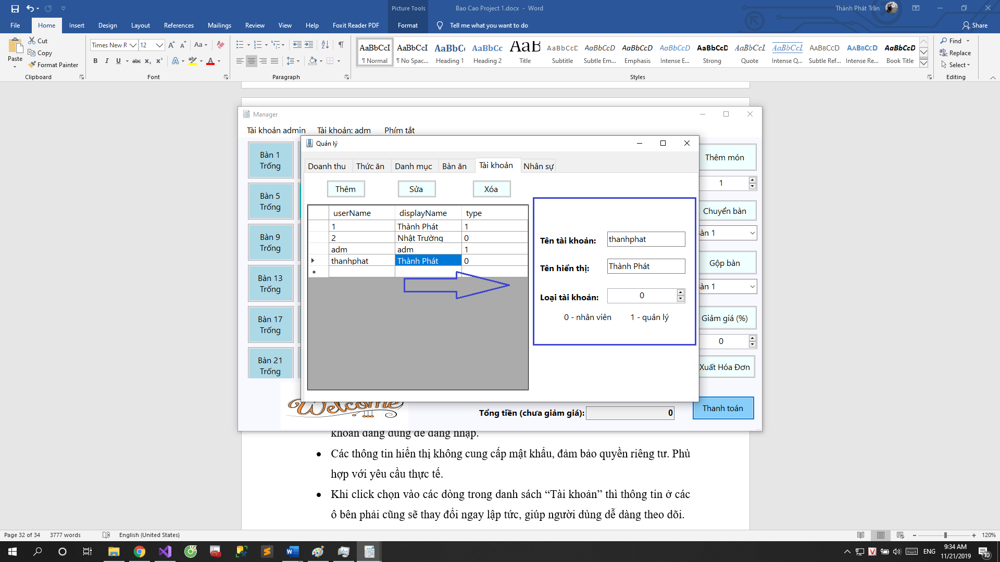 Picture Tools
Bao Cao Project 1.docx - Word
Thành Phát Trần
File Home Insert Design Layout References Mailings Review View Help Foxit Reader PDF Format Tell me what you want to do Share
Paste
Cut
Copy
Format Painter
Clipboard
Times New R 12
Aa
B I U abc x₂ x²
Font
Paragraph
AaBbCcI AaBbCcI AaBbC AaBbCc AaB AaBbCcD AaBbCcD AaBbCcD AaBbCcD AaBbCcD AaBbCcL AaBbCcD AaBbCcD AaBbCcD AaBbCcD
¶ Normal ¶ No Spac... Heading 1 Heading 2 Title Subtitle Subtle Em... Emphasis Intense E... Strong Quote Intense Q... Subtle Ref... Intense Re... Book Title
Styles
Find
Replace
Select
Editing
Manager
Tài khoản admin Tài khoản: adm Phím tắt
Bàn 1
Trống
Bàn 5
Trống
Bàn 9
Trống
Bàn 13
Trống
Bàn 17
Trống
Bàn 21
Trống
Quản lý
Doanh thu Thức ăn Danh mục Bàn ăn Tài khoản Nhân sự
Thêm Sửa Xóa
userName displayName type
1 Thành Phát 1
2 Nhật Trường 0
adm adm 1
thanhphat Thành Phát 0
Tên tài khoản: thanhphat
Tên hiển thị: Thành Phát
Loại tài khoản: 0
0 - nhân viên 1 - quản lý
Thêm món
1
Chuyển bàn
àn 1
Gộp bàn
àn 1
Giảm giá (%)
0
Xuất Hóa Đơn
Thanh toán
Welcome
Tổng tiền (chưa giảm giá): 0
khoản đang dùng để đăng nhập.
• Các thông tin hiển thị không cung cấp mật khẩu, đảm bảo quyền riêng tư. Phù
hợp với yêu cầu thực tế.
• Khi click chọn vào các dòng trong danh sách “Tài khoản” thì thông tin ở các
ô bên phải cũng sẽ thay đổi ngay lập tức, giúp người dùng dễ dàng theo dõi.
Page 32 of 34 3777 words English (United States) 120%
ENG
9:34 AM
11/21/2019
10